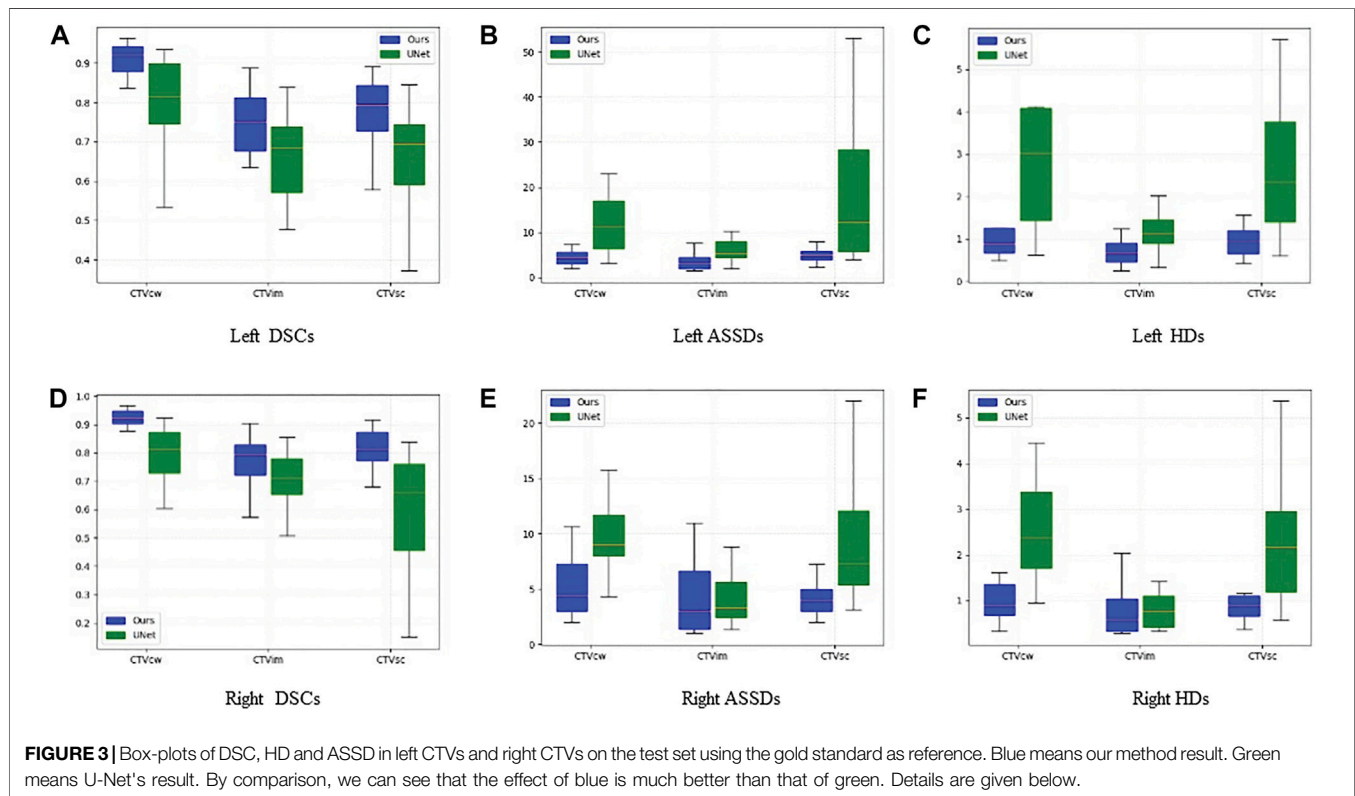 A
Ours
UNet
0.9
0.8
0.7
0.6
0.5
0.4
CTVcw
CTVim
CTVsc
Left DSCs
B
Ours
UNet
50
40
30
20
10
0
CTVcw
CTVim
CTVsc
Left ASSDs
C
Ours
UNet
5
4
3
2
1
0
CTVcw
CTVim
CTVsc
Left HDs
D
1.0
0.9
0.8
0.7
0.6
0.5
0.4
0.3
0.2
Ours
UNet
CTVcw
CTVim
CTVsc
Right DSCs
E
Ours
UNet
20
15
10
5
0
CTVcw
CTVim
CTVsc
Right ASSDs
F
Ours
UNet
5
4
3
2
1
CTVcw
CTVim
CTVsc
Right HDs
FIGURE 3 | Box-plots of DSC, HD and ASSD in left CTVs and right CTVs on the test set using the gold standard as reference. Blue means our method result. Green
means U-Net's result. By comparison, we can see that the effect of blue is much better than that of green. Details are given below.